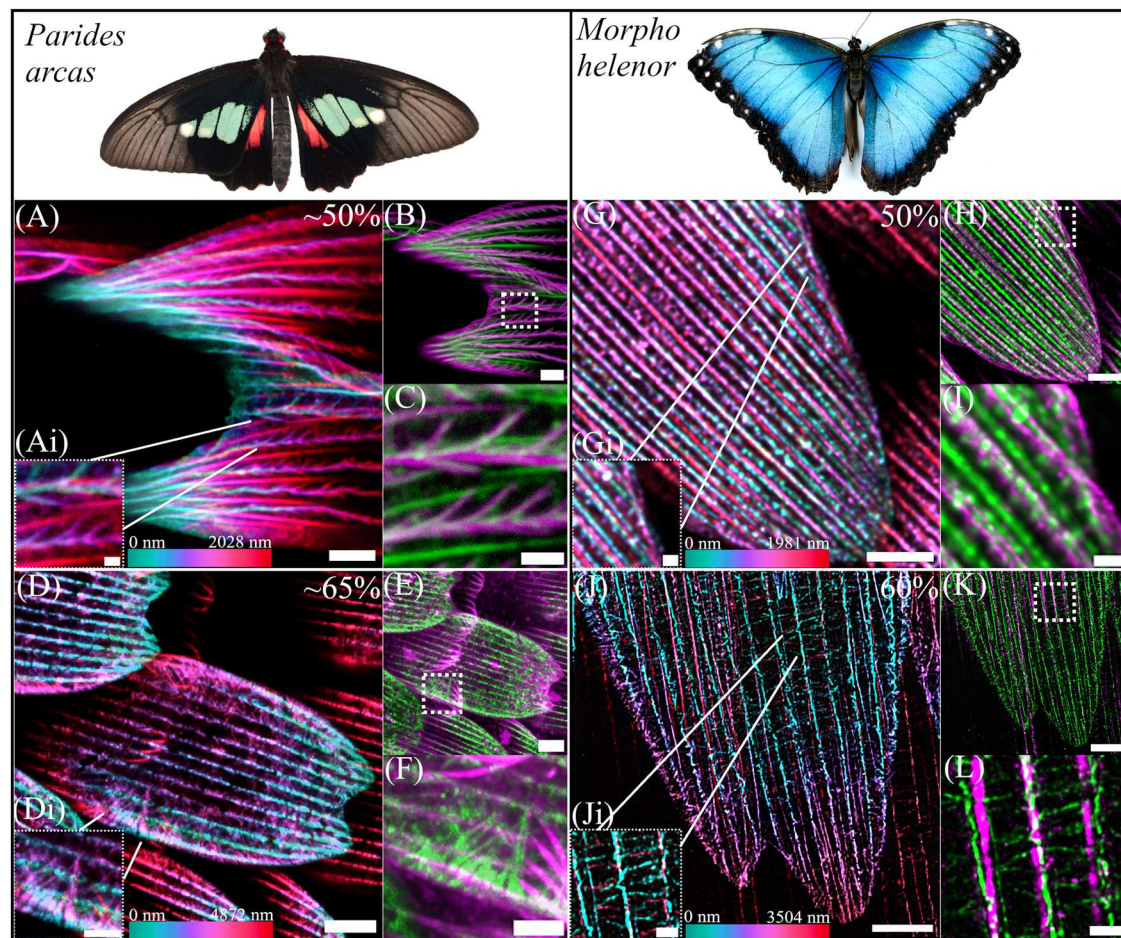 Parides
arcas
Morpho
helenor
(A)
~50%
(B)
(C)
(Ai)
0 nm
2028 nm
(D)
~65%
(E)
(F)
(Di)
0 nm
4872 nm
(G)
50%
(H)
(I)
(Gi)
0 nm
1981 nm
(J)
60%
(K)
(L)
(Ji)
0 nm
3504 nm